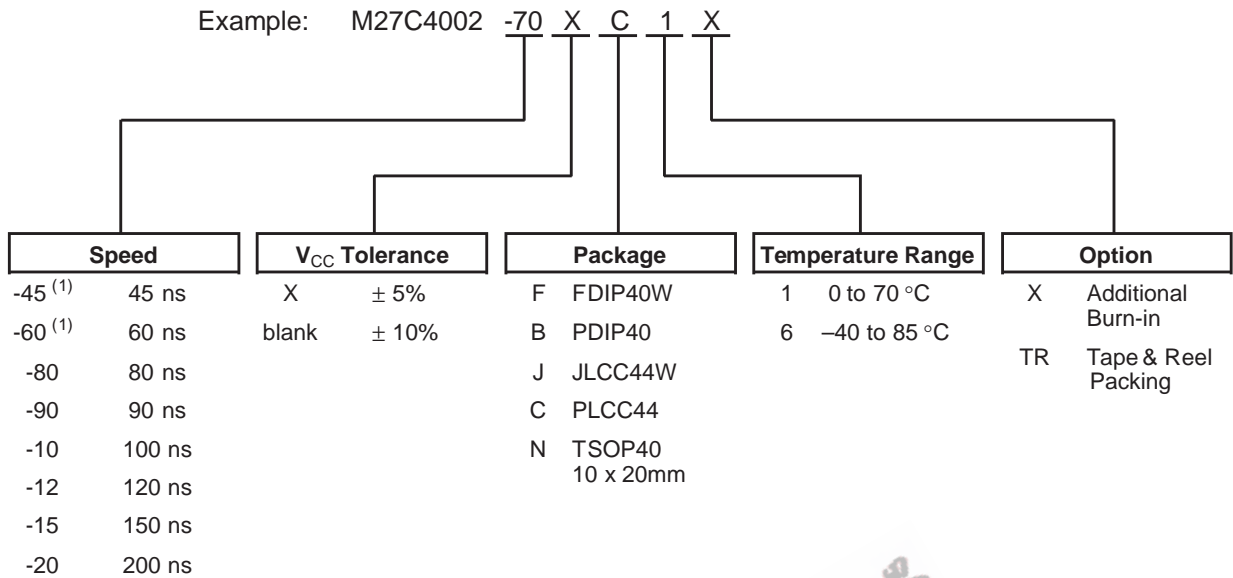 Example: M27C4002 -70 X C 1 X
Speed
-45 (1) 45 ns
-60 (1) 60 ns
-80 80 ns
-90 90 ns
-10 100 ns
-12 120 ns
-15 150 ns
-20 200 ns
VCC Tolerance
X ± 5%
blank ± 10%
Package
F FDIP40W
B PDIP40
J JLCC44W
C PLCC44
N TSOP40
10 x 20mm
Temperature Range
1 0 to 70 °C
6 –40 to 85 °C
Option
X Additional
Burn-in
TR Tape & Reel
Packing